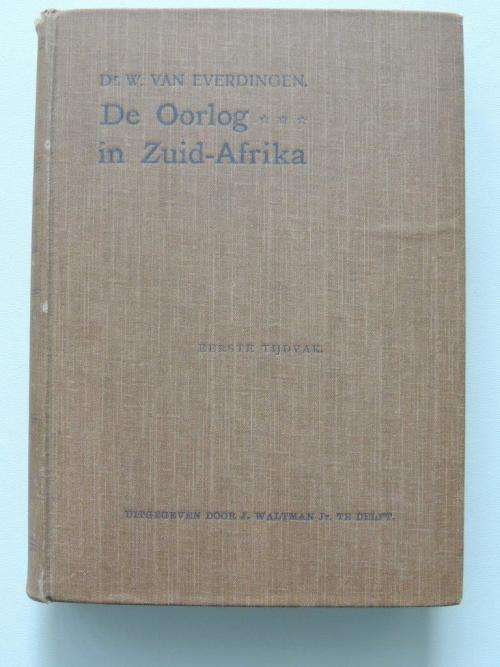 Dr. W. VAN EVERDINGEN.
De Oorlog ☆ ☆ ☆
in Zuid-Afrika
EERSTE TIJDVAK.
UITGEGEVEN DOOR J. WALTMAN Jr. TE DELFT.